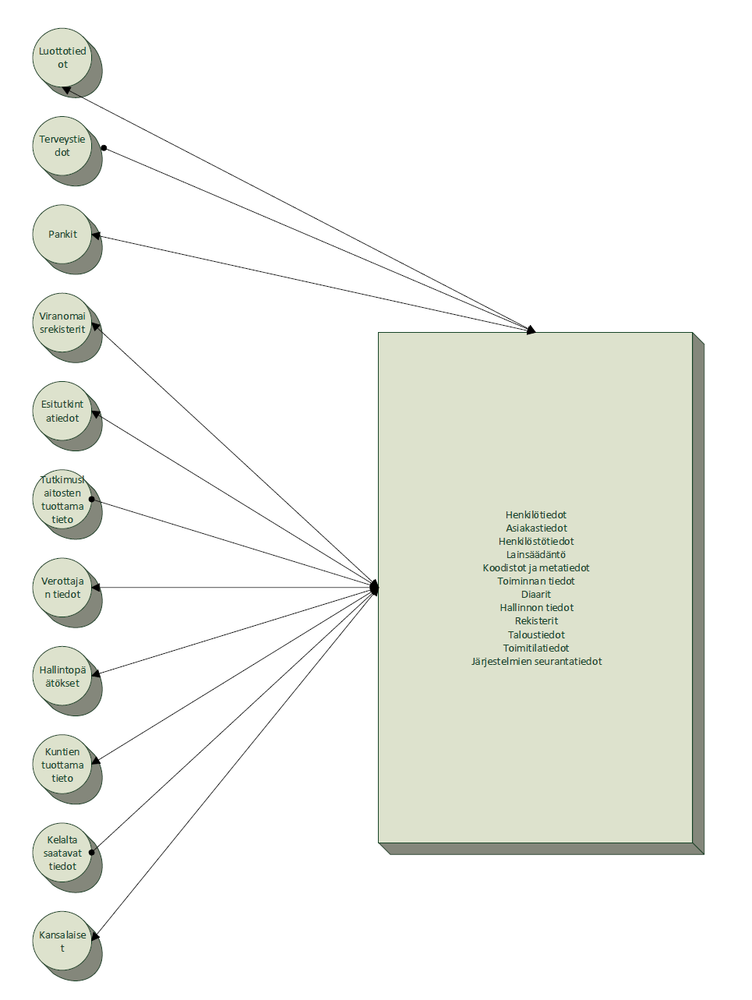 Luottotied
ot
Terveystie
dot
Pankit
Viranomai
srekisterit
Esitutkint
atiedot
Tutkimusl
aitosten
tuottama
tieto
Verottaja
n tiedot
Hallintopä
ätökset
Kuntien
tuottama
tieto
Kelalta
saatavat
tiedot
Kansalaise
t
Henkilötiedot
Asiakastiedot
Henkilöstötiedot
Lainsäädäntö
Koodistot ja metatiedot
Toiminnan tiedot
Diaarit
Hallinnon tiedot
Rekisterit
Taloustiedot
Toimitilatiedot
Järjestelmien seurantatiedot